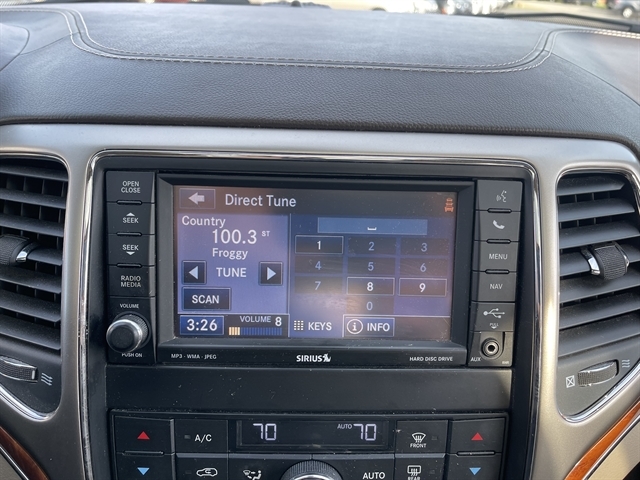 OPEN
CLOSE
SEEK
SEEK
RADIO
MEDIA
VOLUME
PUSH ON
Direct Tune
Country
100.3 ST
Froggy
TUNE
SCAN
3:26
VOLUME 8
KEYS
i INFO
1 2 3
4 5 6
7 8 9
0
MENU
NAV
PULL
AUX
MP3 · WMA · JPEG
SIRIUS
HARD DISC DRIVE
A/C
70
AUTO 70
FRONT
AUTO
REAR